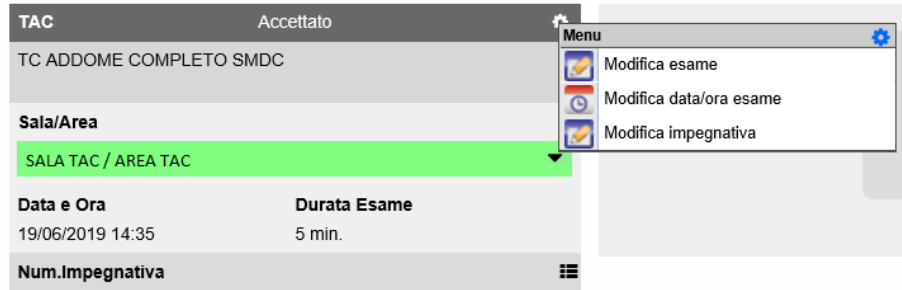 TAC Accettato
TC ADDOME COMPLETO SMDC
Menu
Modifica esame
Modifica data/ora esame
Modifica impegnativa
Sala/Area
SALA TAC / AREA TAC
Data e Ora Durata Esame
19/06/2019 14:35 5 min.
Num.Impegnativa